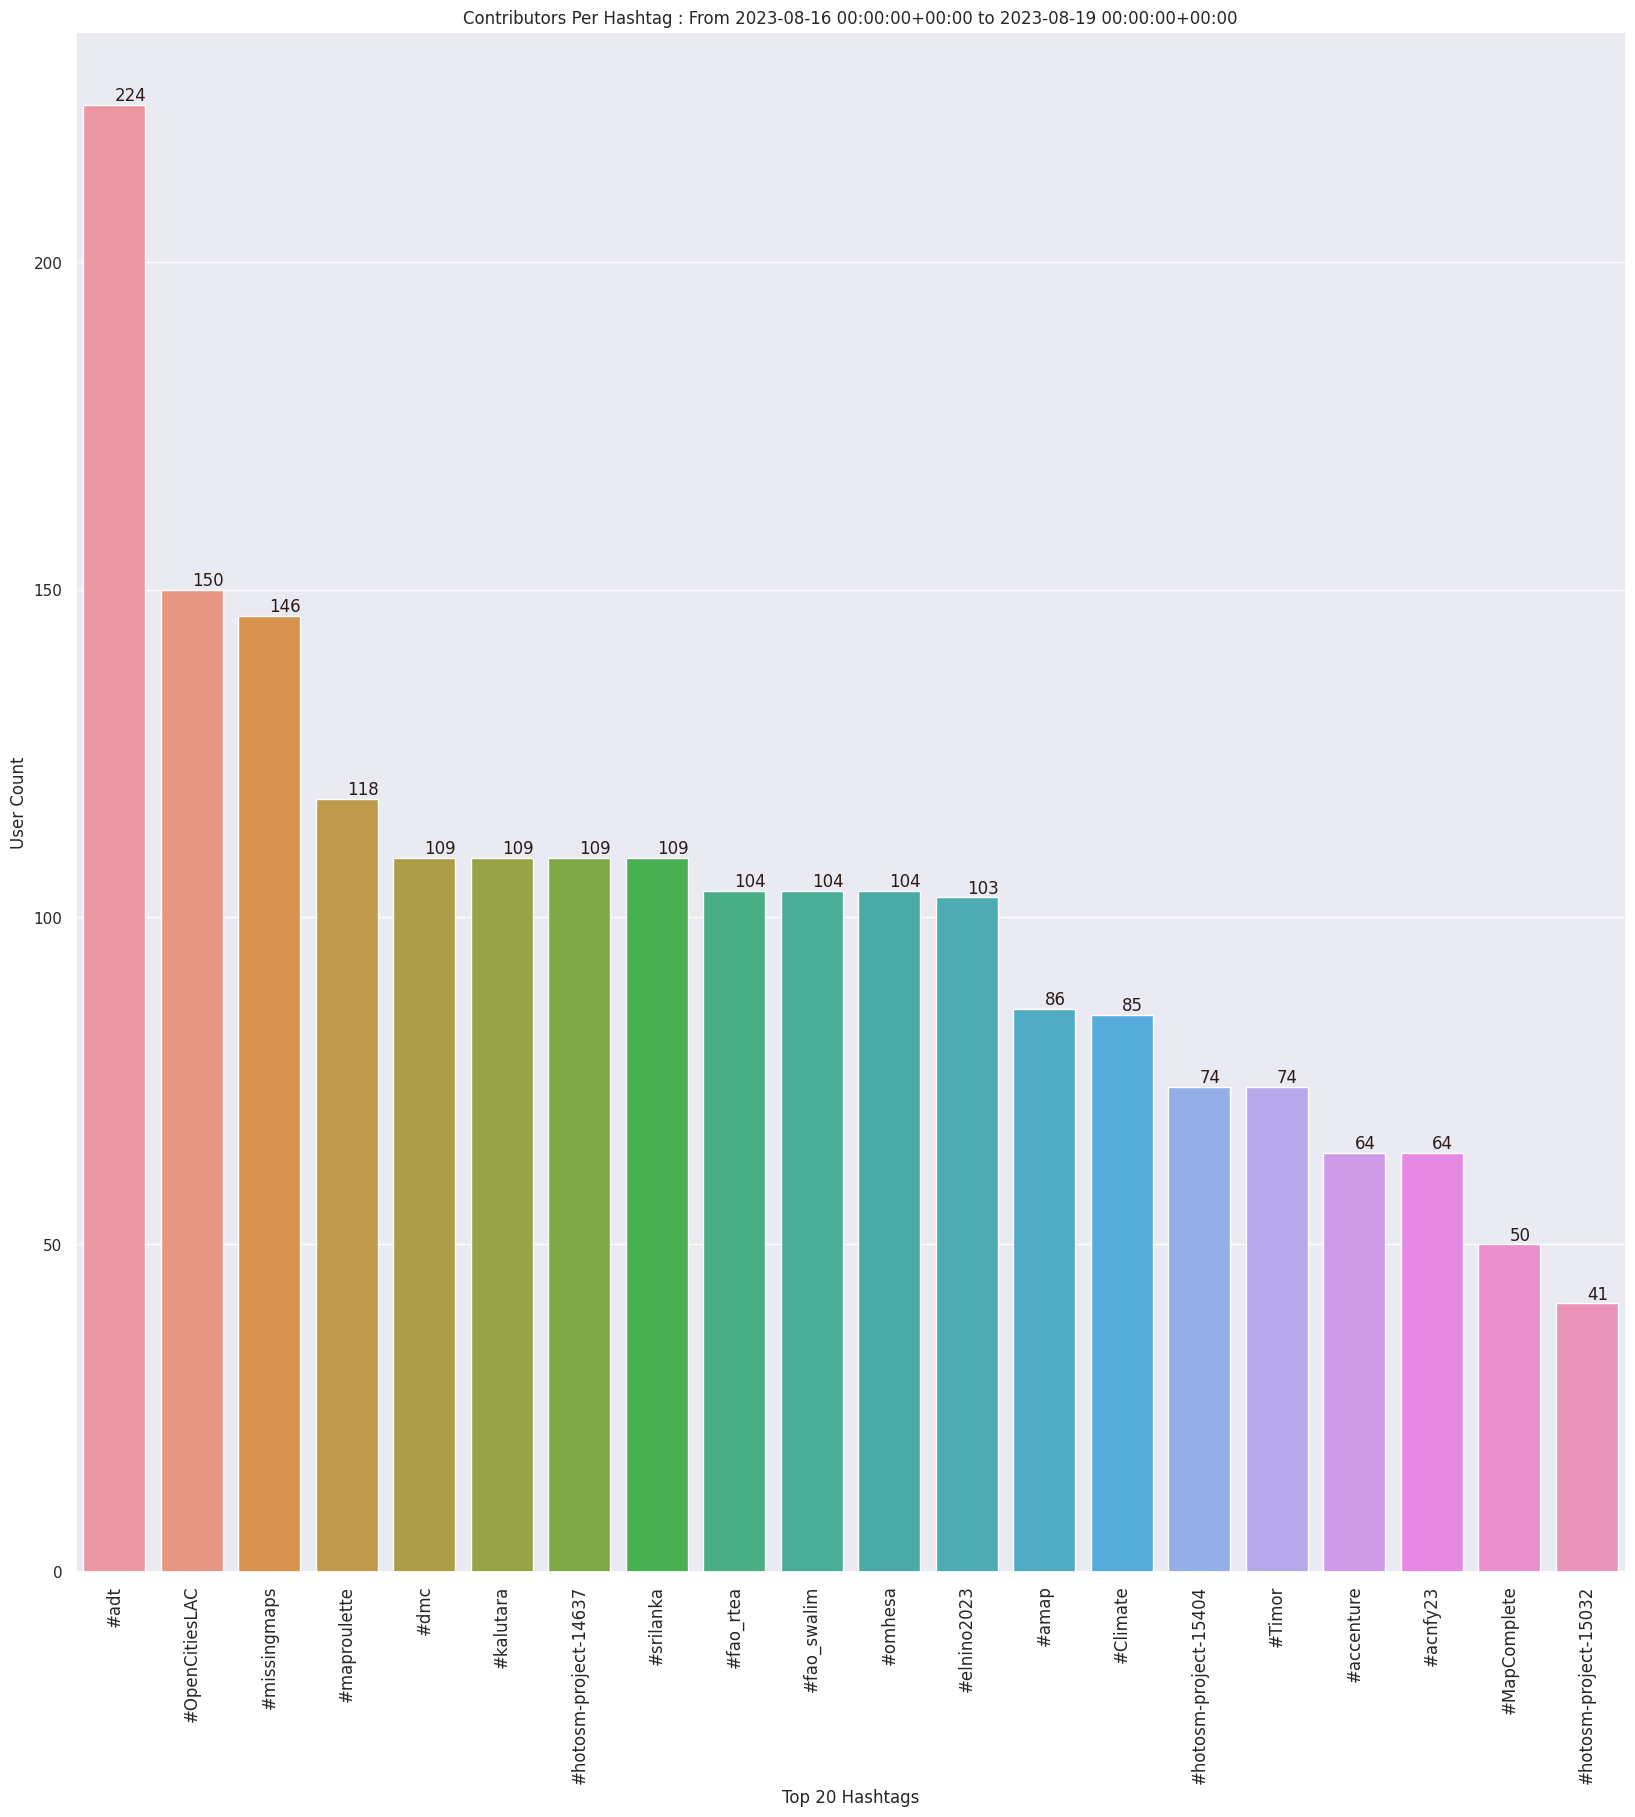 Contributors Per Hashtag : From 2023-08-16 00:00:00+00:00 to 2023-08-19 00:00:00+00:00
User Count
200
150
100
50
0
224
150
146
118
109
109
109
109
104
104
104
103
86
85
74
74
64
64
50
41
#adt
#OpenCitiesLAC
#missingmaps
#maproulette
#dmc
#kalutara
#hotosm-project-14637
#srilanka
#fao_rtea
#fao_swalim
#omhesa
#elnino2023
#amap
#Climate
#hotosm-project-15404
#Timor
#accenture
#acnfy23
#MapComplete
#hotosm-project-15032
Top 20 Hashtags